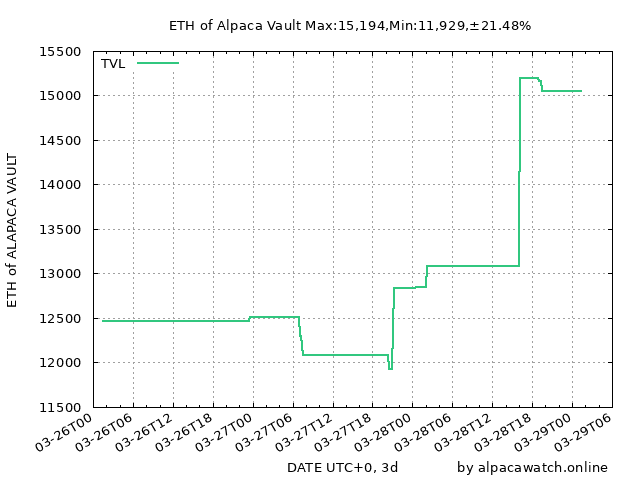 ETH of Alpaca Vault Max:15,194,Min:11,929,±21.48%
TVL
15500
15000
14500
14000
13500
13000
12500
12000
11500
ETH of ALAPACA VAULT
03-26T00
03-26T06
03-26T12
03-26T18
03-27T00
03-27T06
03-27T12
03-27T18
03-28T00
03-28T06
03-28T12
03-28T18
03-29T00
03-29T06
DATE UTC+0, 3d
by alpacawatch.online